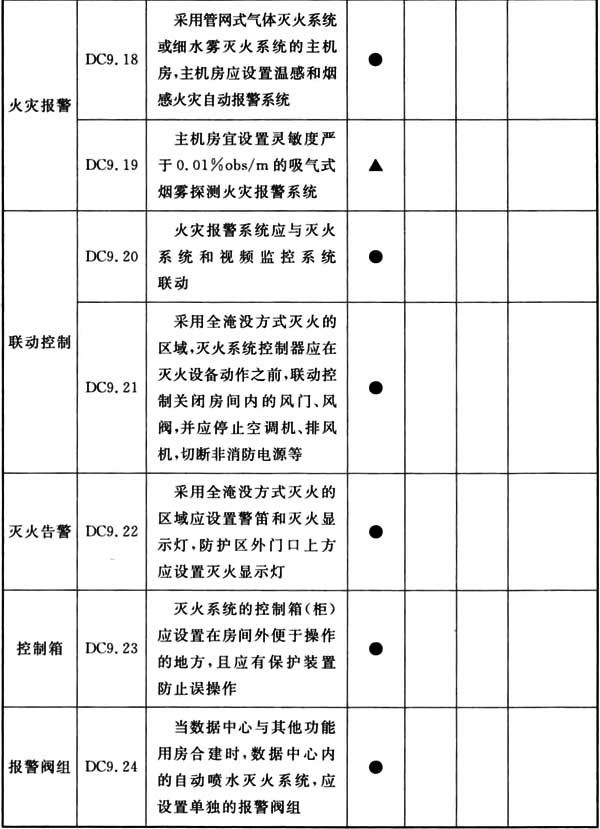 火灾报警
DC9.18
采用管网式气体灭火系统
或细水雾灭火系统的主机
房,主机房应设置温感和烟
感火灾自动报警系统
●
DC9.19
主机房宜设置灵敏度严
于0.01%obs/m的吸气式
烟雾探测火灾报警系统
▲
联动控制
DC9.20
火灾报警系统应与灭火
系统和视频监控系统
联动
●
DC9.21
采用全淹没方式灭火的
区域,灭火系统控制器应在
灭火设备动作之前,联动控
制关闭房间内的风门、风
阀,并应停止空调机、排风
机,切断非消防电源等
●
灭火告警
DC9.22
采用全淹没方式灭火的
区域应设置警笛和灭火显
示灯,防护区外门口上方
应设置灭火显示灯
●
控制箱
DC9.23
灭火系统的控制箱(柜)
应设置在房间外便于操作
的地方,且应有保护装置
防止误操作
●
报警阀组
DC9.24
当数据中心与其他功能
用房合建时,数据中心内
的自动喷水灭火系统,应
设置单独的报警阀组
●